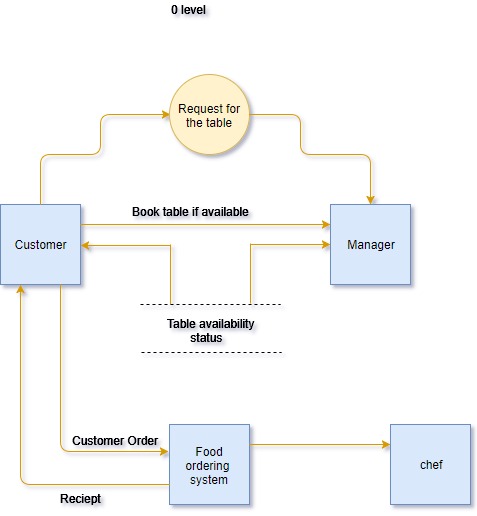 0 level
Request for
the table
Book table if available
Customer
Manager
Table availability
status
Customer Order
Food
ordering
system
chef
Reciept